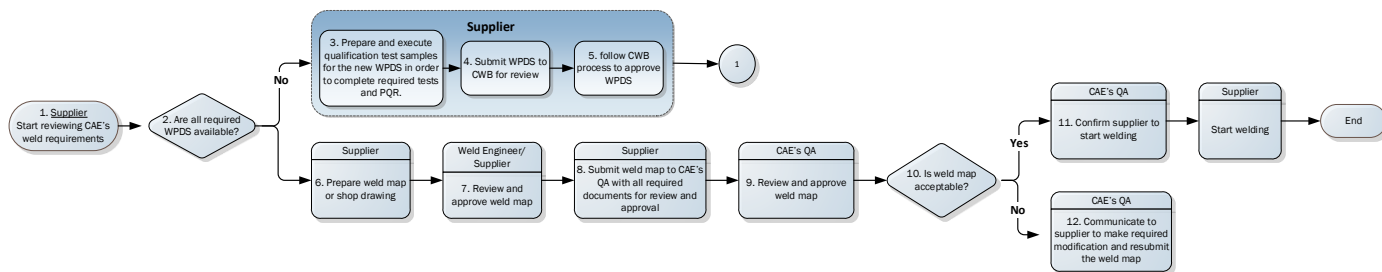 1. Supplier
Start reviewing CAE's
weld requirements
2. Are all required
WPDS available?
No
Supplier
3. Prepare and execute
qualification test samples
for the new WPDS in order
to complete required tests
and PQR.
4. Submit WPDS to
CWB for review
5. follow CWB
process to approve
WPDS
1
Supplier
6. Prepare weld map
or shop drawing
Weld Engineer/
Supplier
7. Review and
approve weld map
Supplier
8. Submit weld map to CAE's
QA with all required
documents for review and
approval
CAE's QA
9. Review and approve
weld map
10. Is weld map
acceptable?
Yes
CAE's QA
11. Confirm supplier to
start welding
Supplier
Start welding
End
No
CAE's QA
12. Communicate to
supplier to make required
modification and resubmit
the weld map